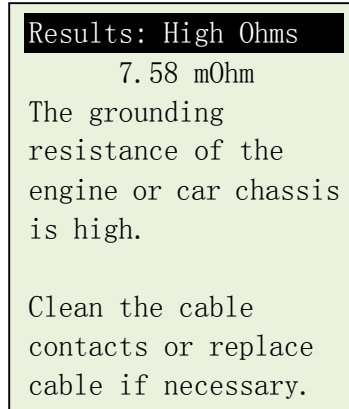 Results: High Ohms
7.58 mOhm
The grounding
resistance of the
engine or car chassis
is high.
Clean the cable
contacts or replace
cable if necessary.